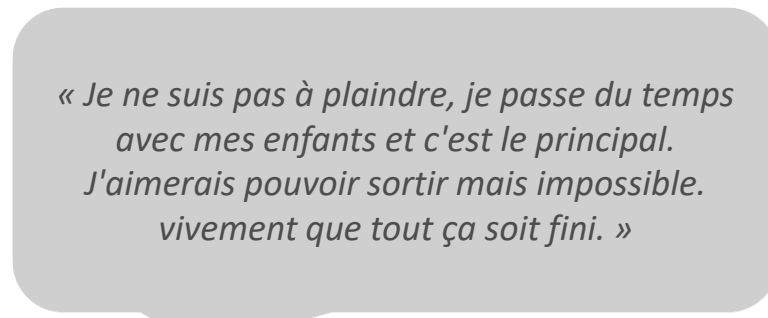 « Je ne suis pas à plaindre, je passe du temps
avec mes enfants et c'est le principal.
J'aimerais pouvoir sortir mais impossible.
vivement que tout ça soit fini. »